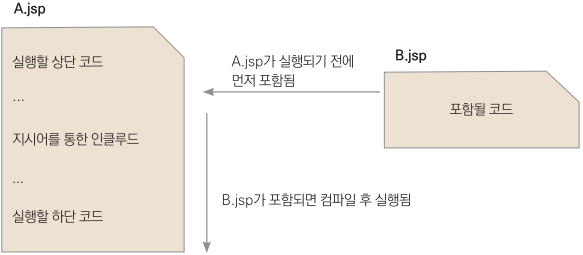 A.jsp
실행할 상단 코드
...
지시어를 통한 인클루드
...
실행할 하단 코드
A.jsp가 실행되기 전에
먼저 포함됨
B.jsp
포함될 코드
B.jsp가 포함되면 컴파일 후 실행됨